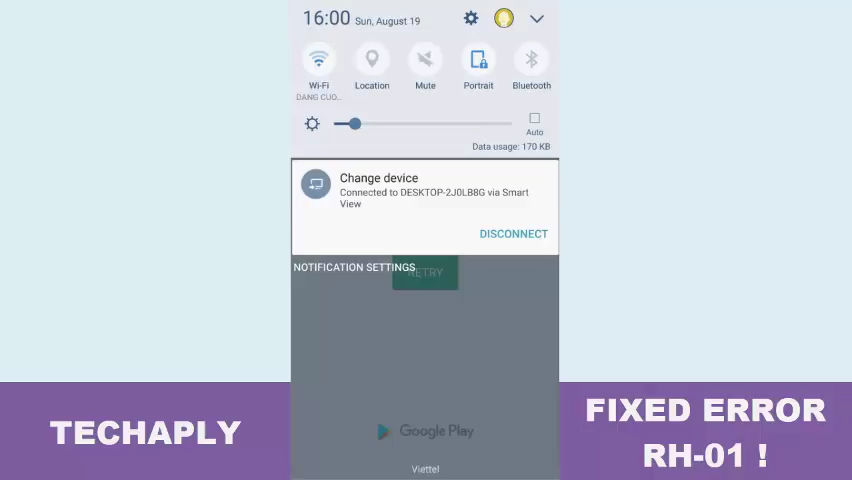 16:00 Sun, August 19
Wi-Fi Location Mute Portrait Bluetooth
DANG CUO..
Auto
Data usage: 170 KB
Change device
Connected to DESKTOP-2J0LB8G via Smart
View
DISCONNECT
NOTIFICATION SETTINGS
RETRY
Google Play
Viettel
TECHAPLY
FIXED ERROR
RH-01 !